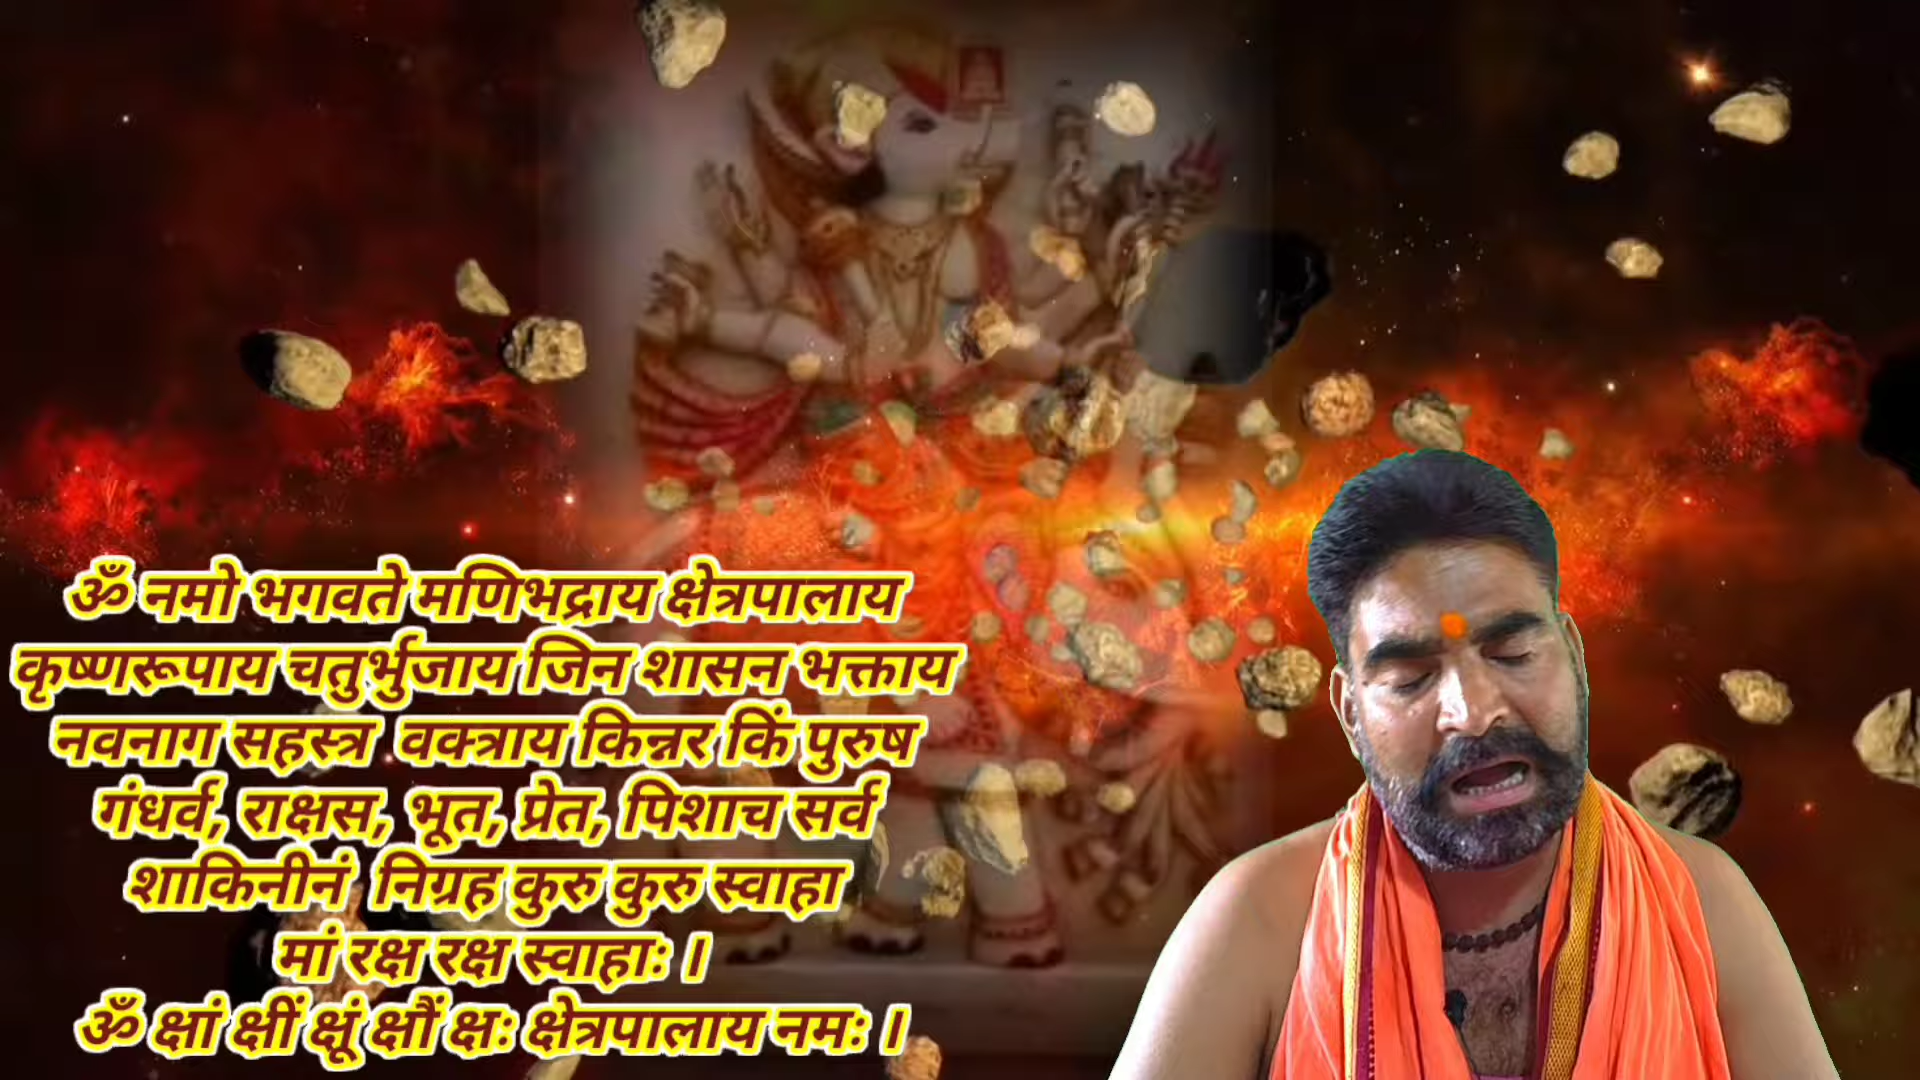 ॐ नमो भगवते मणिभद्राय क्षेत्रपालाय
कृष्णरूपाय चतुर्भुजाय जिन शासन भक्ताय
नवनाग सहस्त्र वक्त्राय किन्नर किं पुरुष
गंधर्व, राक्षस, भूत, प्रेत, पिशाच सर्व
शाकिनीनं निग्रह कुरु कुरु स्वाहा
मां रक्ष रक्ष स्वाहाः ।
ॐ क्षां क्षीं क्षूं क्षौं क्षः क्षेत्रपालाय नमः ।